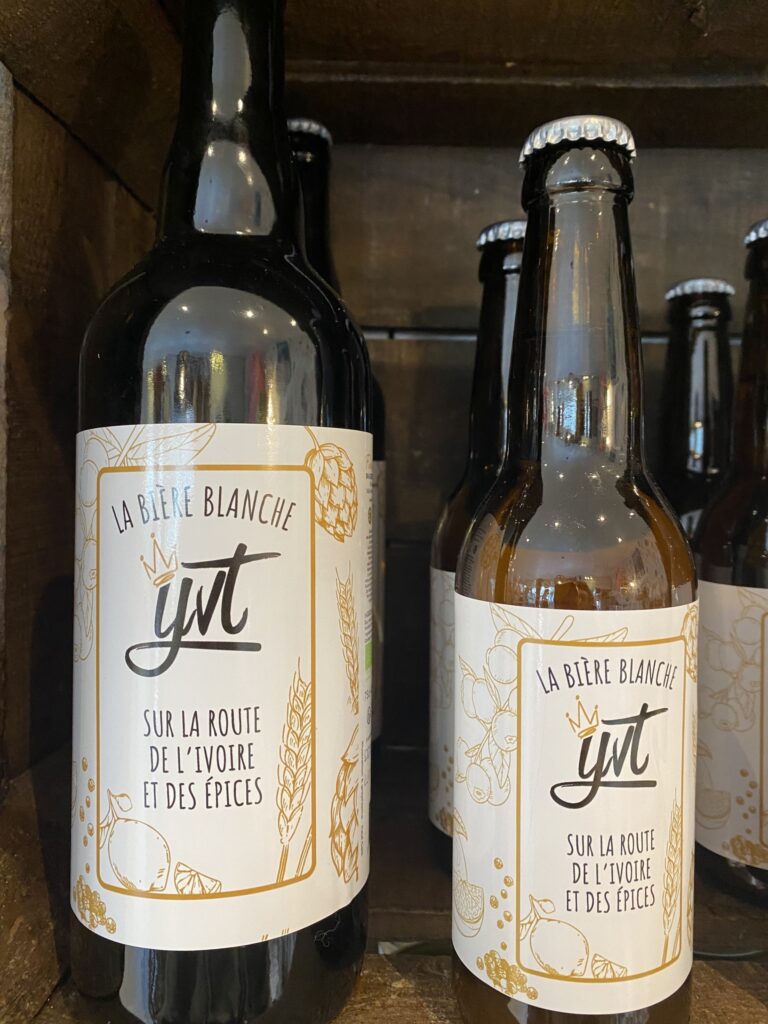 LA BIÈRE BLANCHE
yvt
SUR LA ROUTE
DE L'IVOIRE
ET DES ÉPICES
LA BIÈRE BLANCHE
yvt
SUR LA ROUTE
DE L'IVOIRE
ET DES ÉPICES